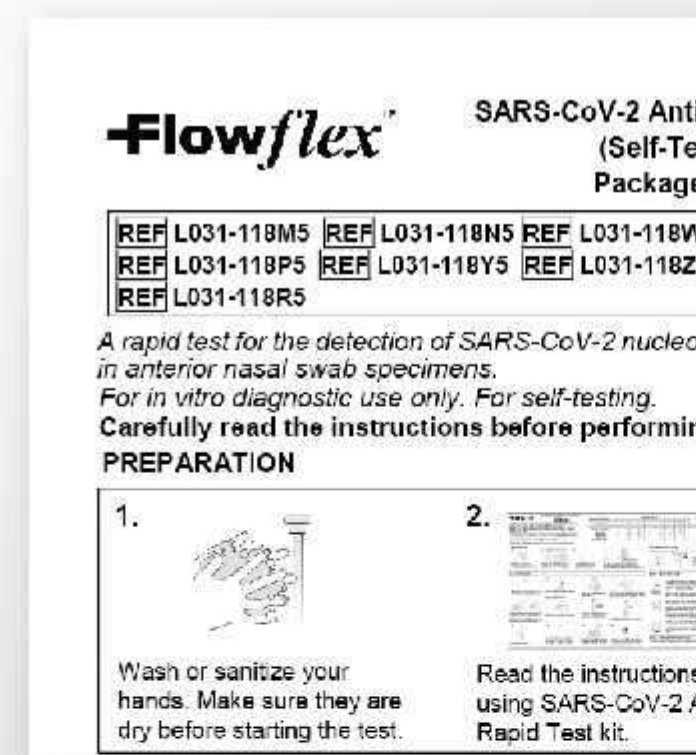 Flowflex
SARS-CoV-2 Anti
(Self-Te
Package
REF L031-118M5 REF L031-118N5 REF L031-118W
REF L031-118P5 REF L031-118Y5 REF L031-118Z
REF L031-118R5
A rapid test for the detection of SARS-CoV-2 nucleo
in anterior nasal swab specimens.
For in vitro diagnostic use only. For self-testing.
Carefully read the instructions before performin
PREPARATION
1.
Wash or sanitize your
hands. Make sure they are
dry before starting the test.
2.
Read the instructions
using SARS-CoV-2 A
Rapid Test kit.